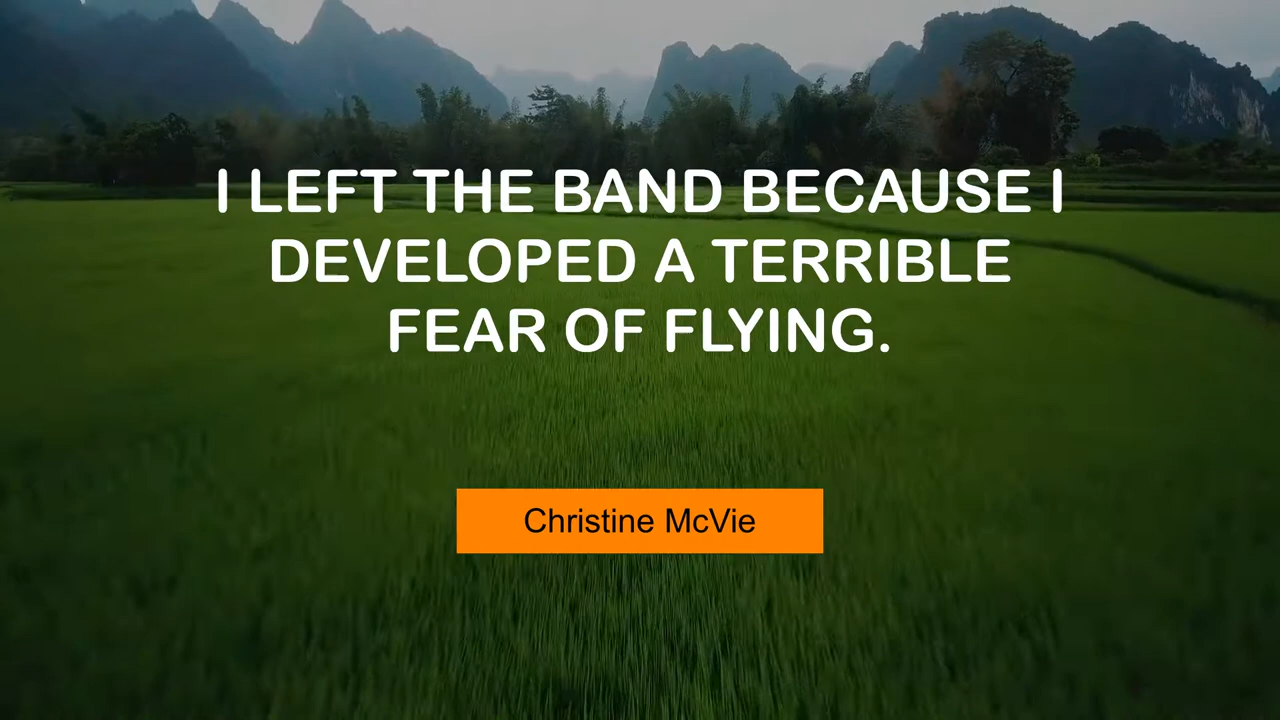 I LEFT THE BAND BECAUSE I
DEVELOPED A TERRIBLE
FEAR OF FLYING.
Christine McVie